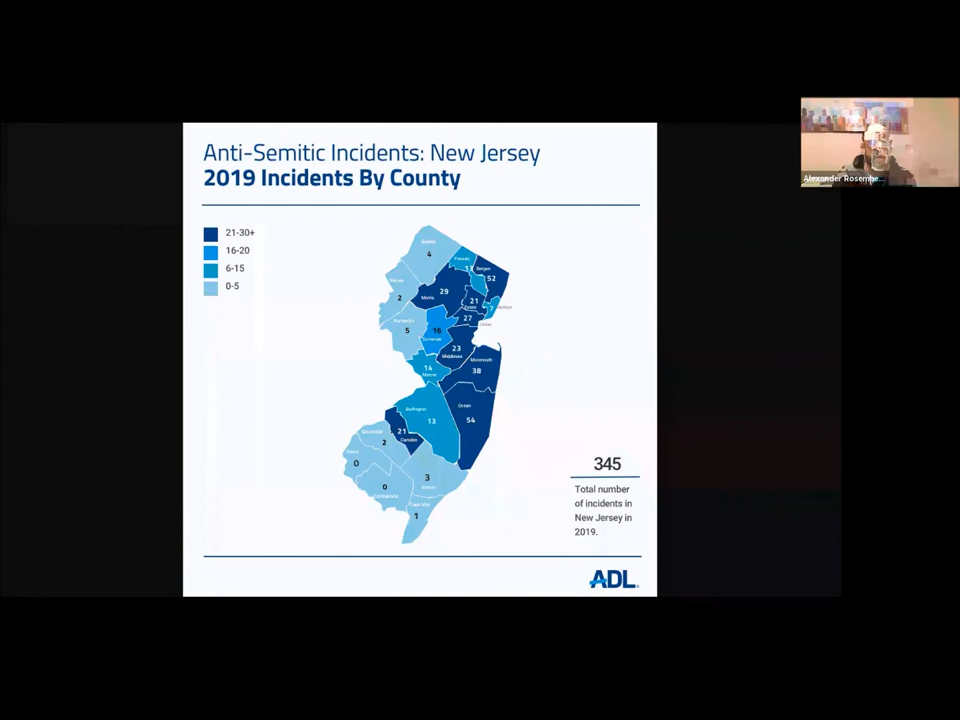 Anti-Semitic Incidents: New Jersey
2019 Incidents By County
21-30+
16-20
6-15
0-5
Sussex
4
Passaic
Bergen
52
2
Morris
29
21
Essex
7
27
Union
5
16
Somerset
23
Middlesex
Monmouth
38
14
Mercer
Burlington
13
Ocean
54
Gloucester
2
21
Camden
0
0
Cumberland
3
Atlantic
Cape May
1
345
Total number
of incidents in
New Jersey in
2019.
ADL
Alexander Rosembe...